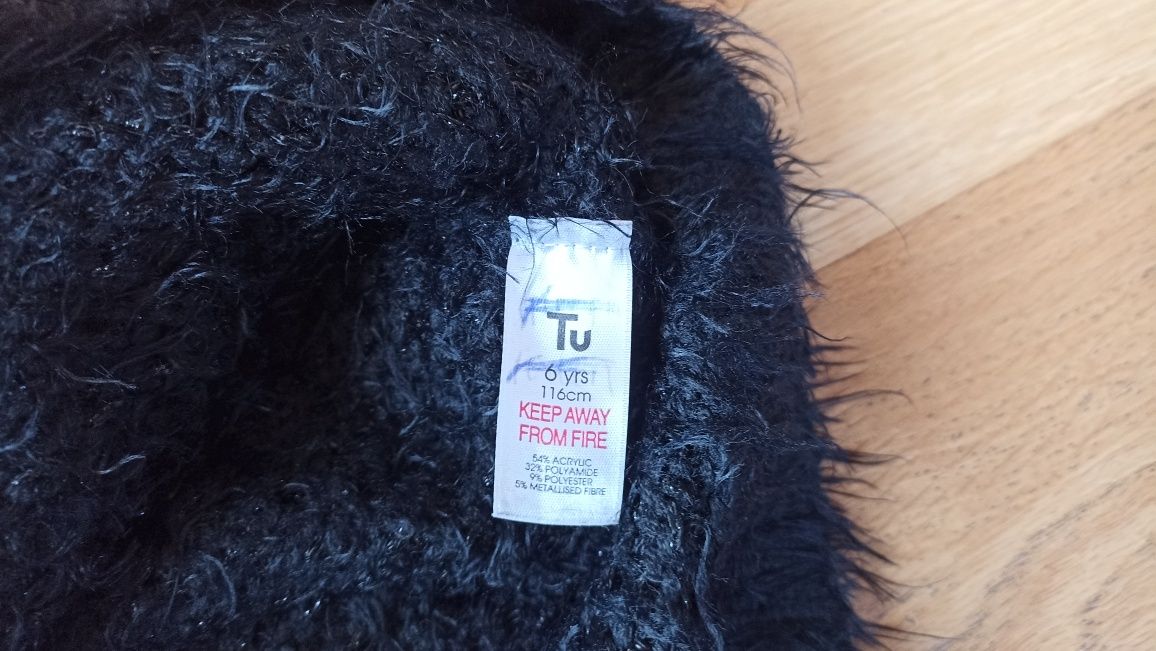 Tu
6 yrs
116cm
KEEP AWAY
FROM FIRE
54% ACRYLIC
32% POLYAMIDE
9% POLYESTER
5% METALLISED FIBRE